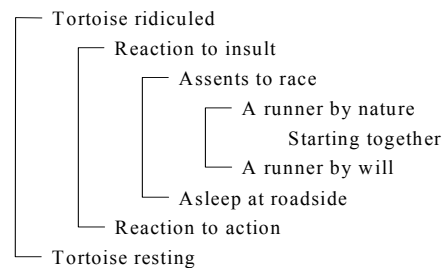 Tortoise ridiculed
Reaction to insult
Assents to race
A runner by nature
Starting together
A runner by will
Asleep at roadside
Reaction to action
Tortoise resting